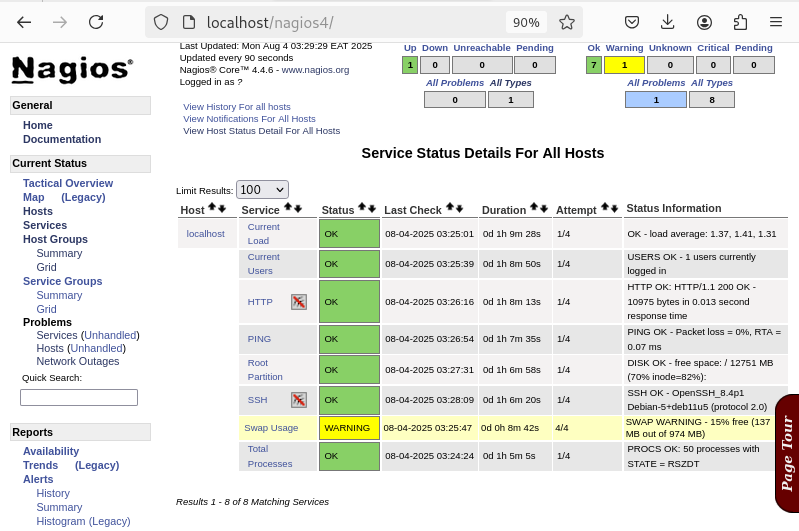 localhost/nagios4/
90%
Nagios®
General
Home
Documentation
Current Status
Tactical Overview
Map (Legacy)
Hosts
Services
Host Groups
Summary
Grid
Service Groups
Summary
Grid
Problems
Services (Unhandled)
Hosts (Unhandled)
Network Outages
Quick Search:
Reports
Availability
Trends (Legacy)
Alerts
History
Summary
Histogram (Legacy)
Last Updated: Mon Aug 4 03:29:29 EAT 2025
Updated every 90 seconds
Nagios® Core™ 4.4.6 - www.nagios.org
Logged in as ?
View History For all hosts
View Notifications For All Hosts
View Host Status Detail For All Hosts
Up Down Unreachable Pending
1 0 0 0
All Problems All Types
0 1
Ok Warning Unknown Critical Pending
7 1 0 0 0
All Problems All Types
1 8
Service Status Details For All Hosts
Limit Results: 100
Host Service Status Last Check Duration Attempt Status Information
localhost Current Load OK 08-04-2025 03:25:01 0d 1h 9m 28s 1/4 OK - load average: 1.37, 1.41, 1.31
Current Users OK 08-04-2025 03:25:39 0d 1h 8m 50s 1/4 USERS OK - 1 users currently logged in
HTTP OK 08-04-2025 03:26:16 0d 1h 8m 13s 1/4 HTTP OK: HTTP/1.1 200 OK - 10975 bytes in 0.013 second response time
PING OK 08-04-2025 03:26:54 0d 1h 7m 35s 1/4 PING OK - Packet loss = 0%, RTA = 0.07 ms
Root Partition OK 08-04-2025 03:27:31 0d 1h 6m 58s 1/4 DISK OK - free space: / 12751 MB (70% inode=82%):
SSH OK 08-04-2025 03:28:09 0d 1h 6m 20s 1/4 SSH OK - OpenSSH_8.4p1 Debian-5+deb11u5 (protocol 2.0)
Swap Usage WARNING 08-04-2025 03:25:47 0d 0h 8m 42s 4/4 SWAP WARNING - 15% free (137 MB out of 974 MB)
Total Processes OK 08-04-2025 03:24:24 0d 1h 5m 5s 1/4 PROCS OK: 50 processes with STATE = RSZDT
Results 1 - 8 of 8 Matching Services
Page Tour